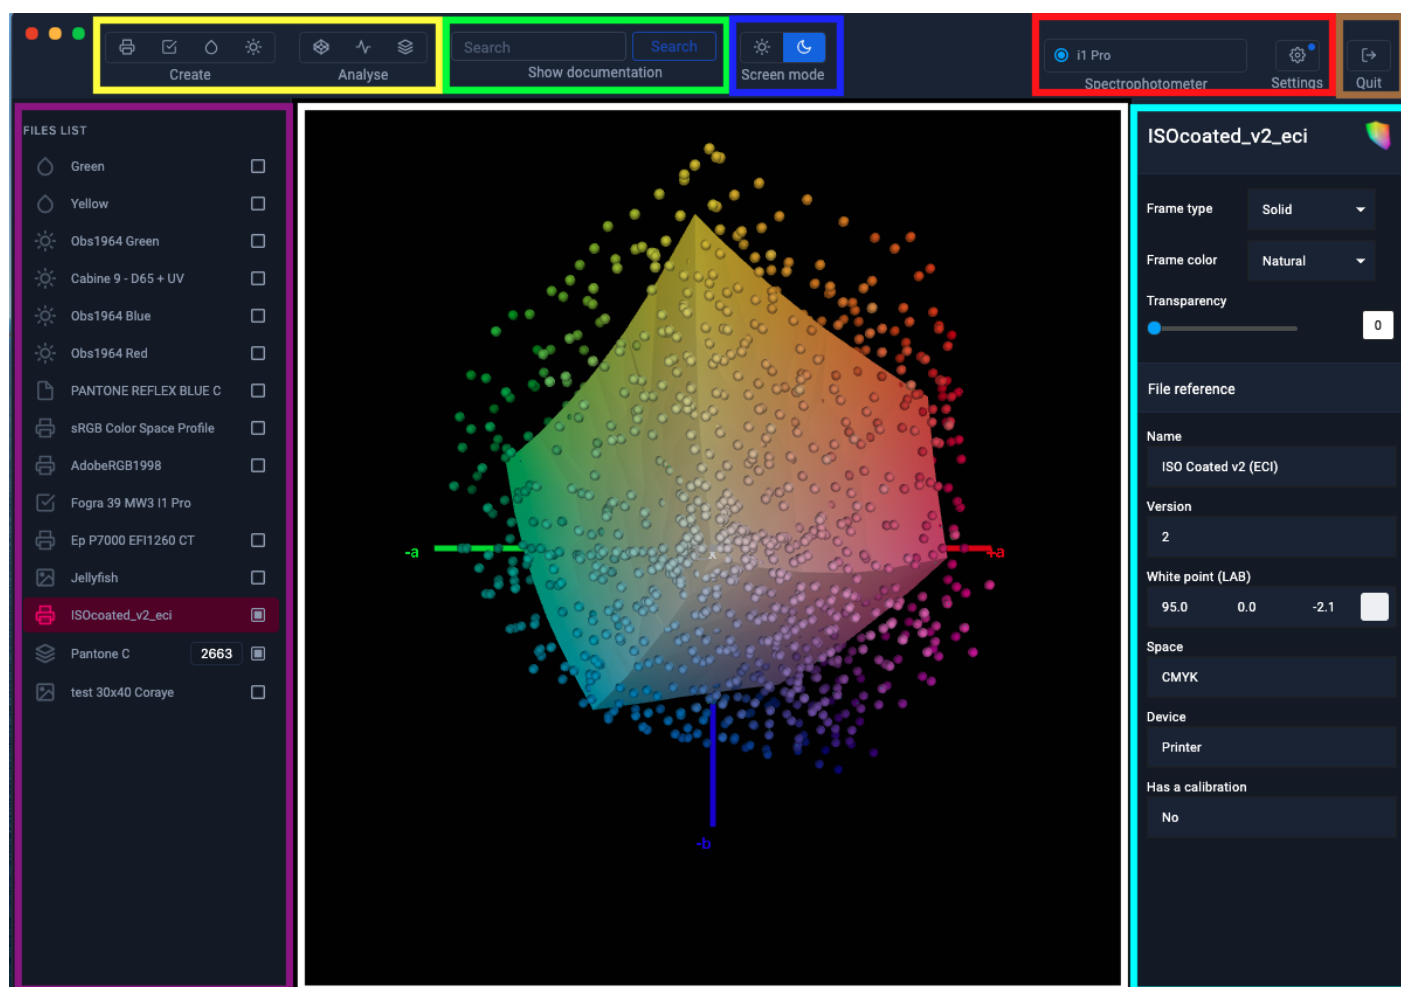 Search
Search
i1 Pro
Create
Analyse
Show documentation
Screen mode
Spectrophotometer
Settings
Quit
FILES LIST
Green
Yellow
Obs1964 Green
Cabine 9 - D65 + UV
Obs1964 Blue
Obs1964 Red
PANTONE REFLEX BLUE C
sRGB Color Space Profile
AdobeRGB1998
Fogra 39 MW3 I1 Pro
Ep P7000 EFI1260 CT
Jellyfish
ISOcoated_v2_eci
Pantone C 2663
test 30x40 Coraye
-a
+a
-b
ISOcoated_v2_eci
Frame type Solid
Frame color Natural
Transparency
0
File reference
Name
ISO Coated v2 (ECI)
Version
2
White point (LAB)
95.0 0.0 -2.1
Space
CMYK
Device
Printer
Has a calibration
No